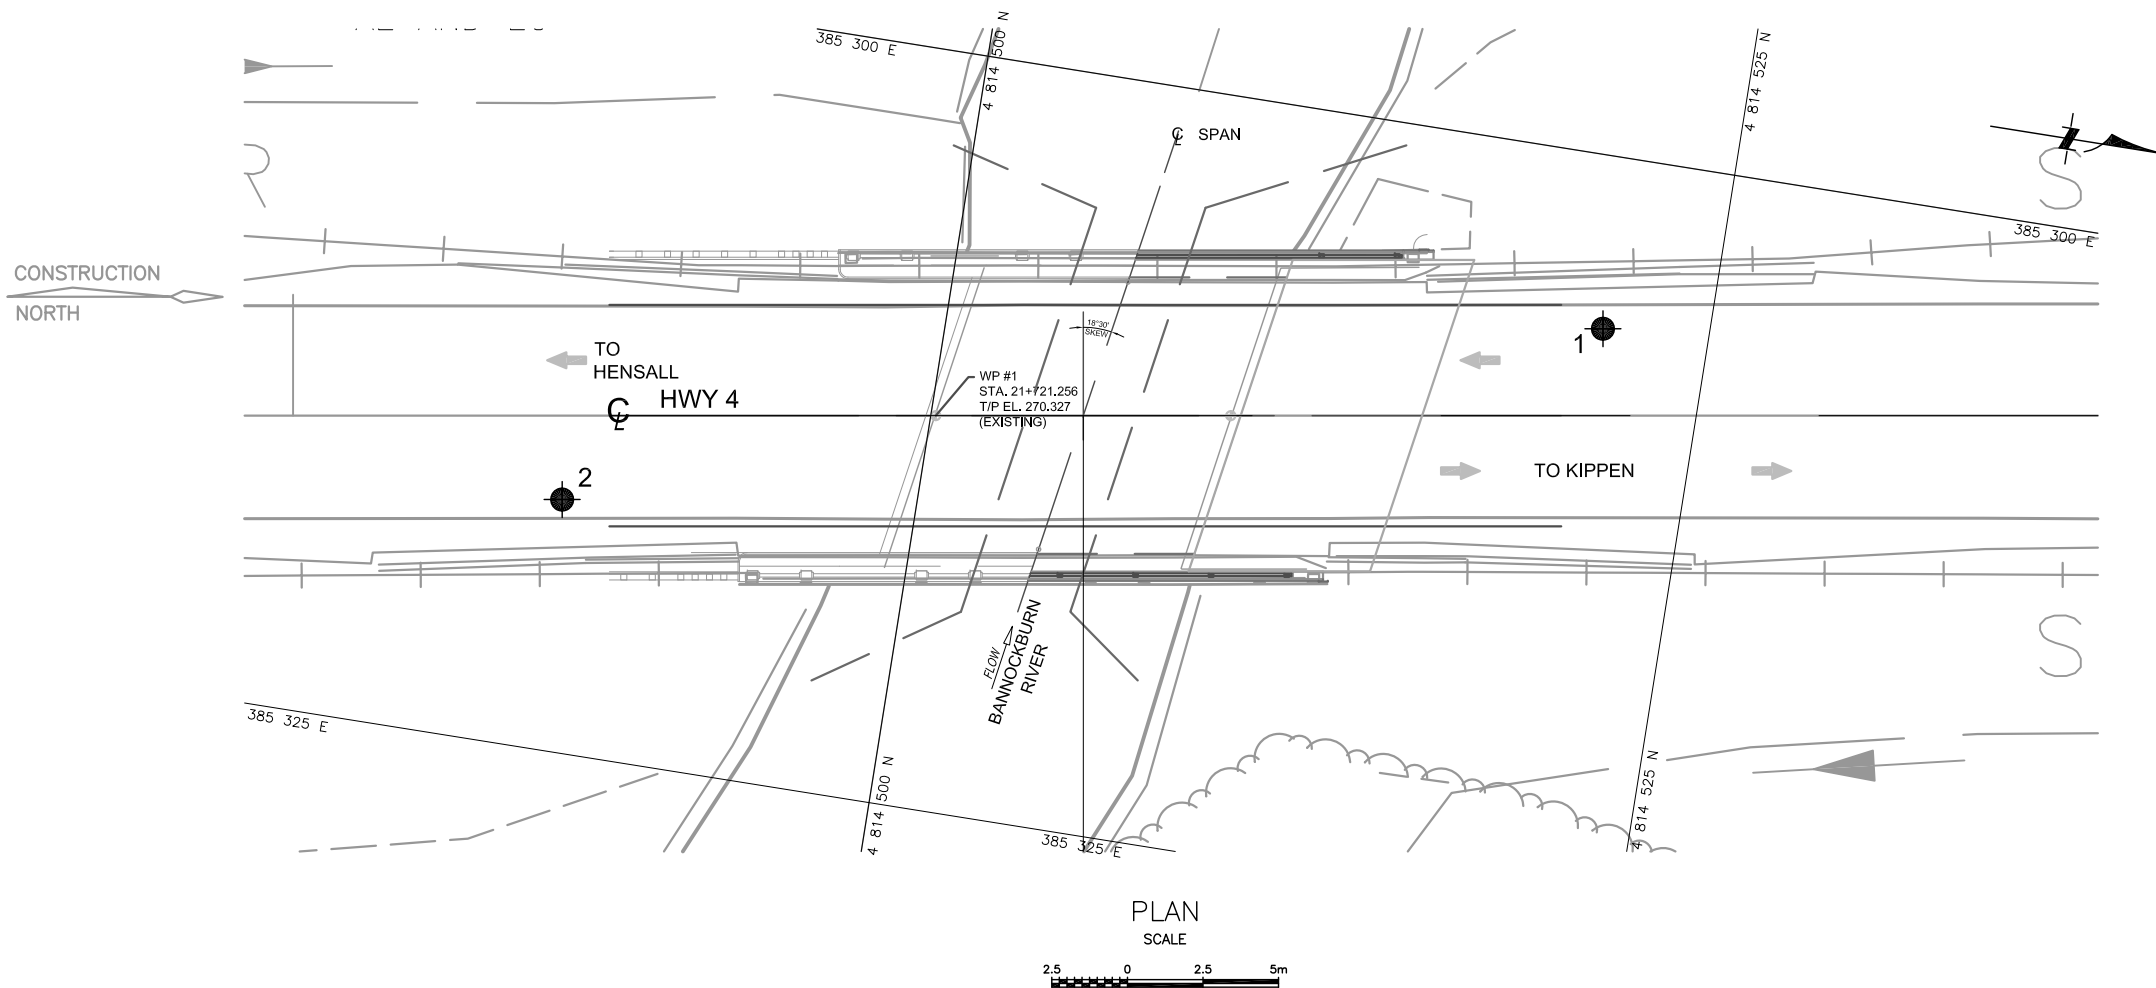 385 300 E
4 814 500 N
4 814 525 N
℄ SPAN
R
S
385 300 E
CONSTRUCTION
NORTH
18°30'
SKEW
TO
HENSALL
1
WP #1
STA. 21+721.256
T/P EL. 270.327
(EXISTING)
℄ HWY 4
2
TO KIPPEN
FLOW
BANNOCKBURN
RIVER
S
385 325 E
4 814 500 N
385 325 E
4 814 525 N
PLAN
SCALE
2.5 0 2.5 5m